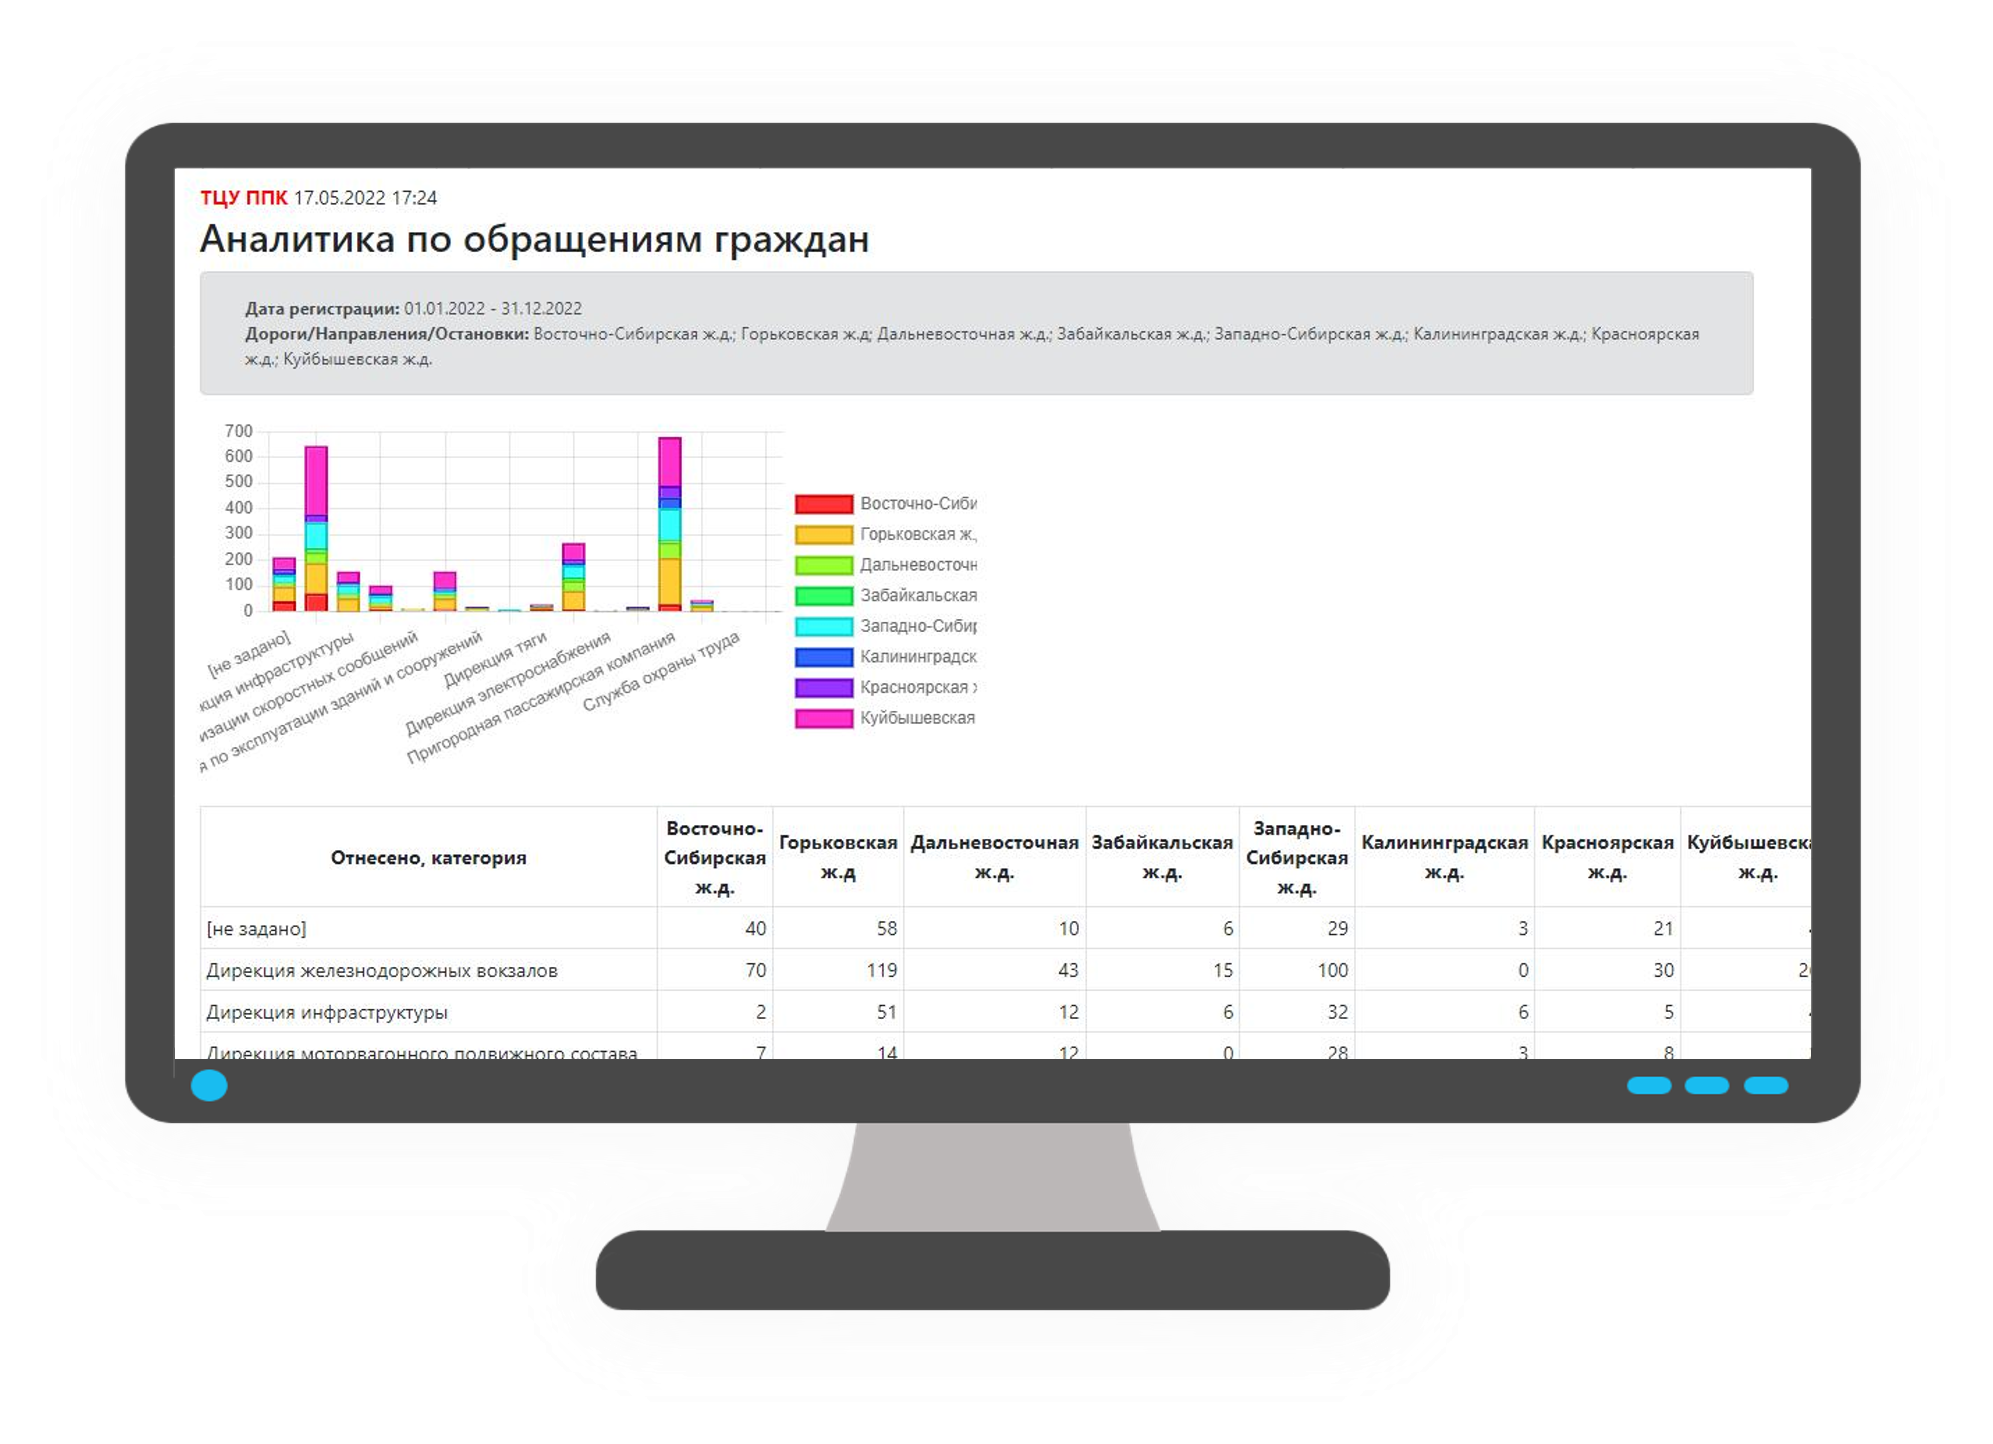 ТЦУ ППК 17.05.2022 17:24
Аналитика по обращениям граждан
Дата регистрации: 01.01.2022 - 31.12.2022
Дороги/Направления/Остановки: Восточно-Сибирская ж.д.; Горьковская ж.д; Дальневосточная ж.д.; Забайкальская ж.д.; Западно-Сибирская ж.д.; Калининградская ж.д.; Красноярская
ж.д.; Куйбышевская ж.д.
700
600
500
400
300
200
100
0
[не задано]
кция инфраструктуры
изации скоростных сообщений
я по эксплуатации зданий и сооружений
Дирекция тяги
Дирекция электроснабжения
Пригородная пассажирская компания
Служба охраны труда
Восточно-Сиби
Горьковская ж.
Дальневосточн
Забайкальская
Западно-Сибир
Калининградск
Красноярская
Куйбышевская
Отнесено, категория
Восточно-
Сибирская
ж.д.
Горьковская
ж.д
Дальневосточная
ж.д.
Забайкальская
ж.д.
Западно-
Сибирская
ж.д.
Калининградская
ж.д.
Красноярская
ж.д.
Куйбышевска
ж.д.
[не задано] 40 58 10 6 29 3 21
Дирекция железнодорожных вокзалов 70 119 43 15 100 0 30
Дирекция инфраструктуры 2 51 12 6 32 6 5
Дирекция моторвагонного подвижного состава 7 14 12 0 28 3 8